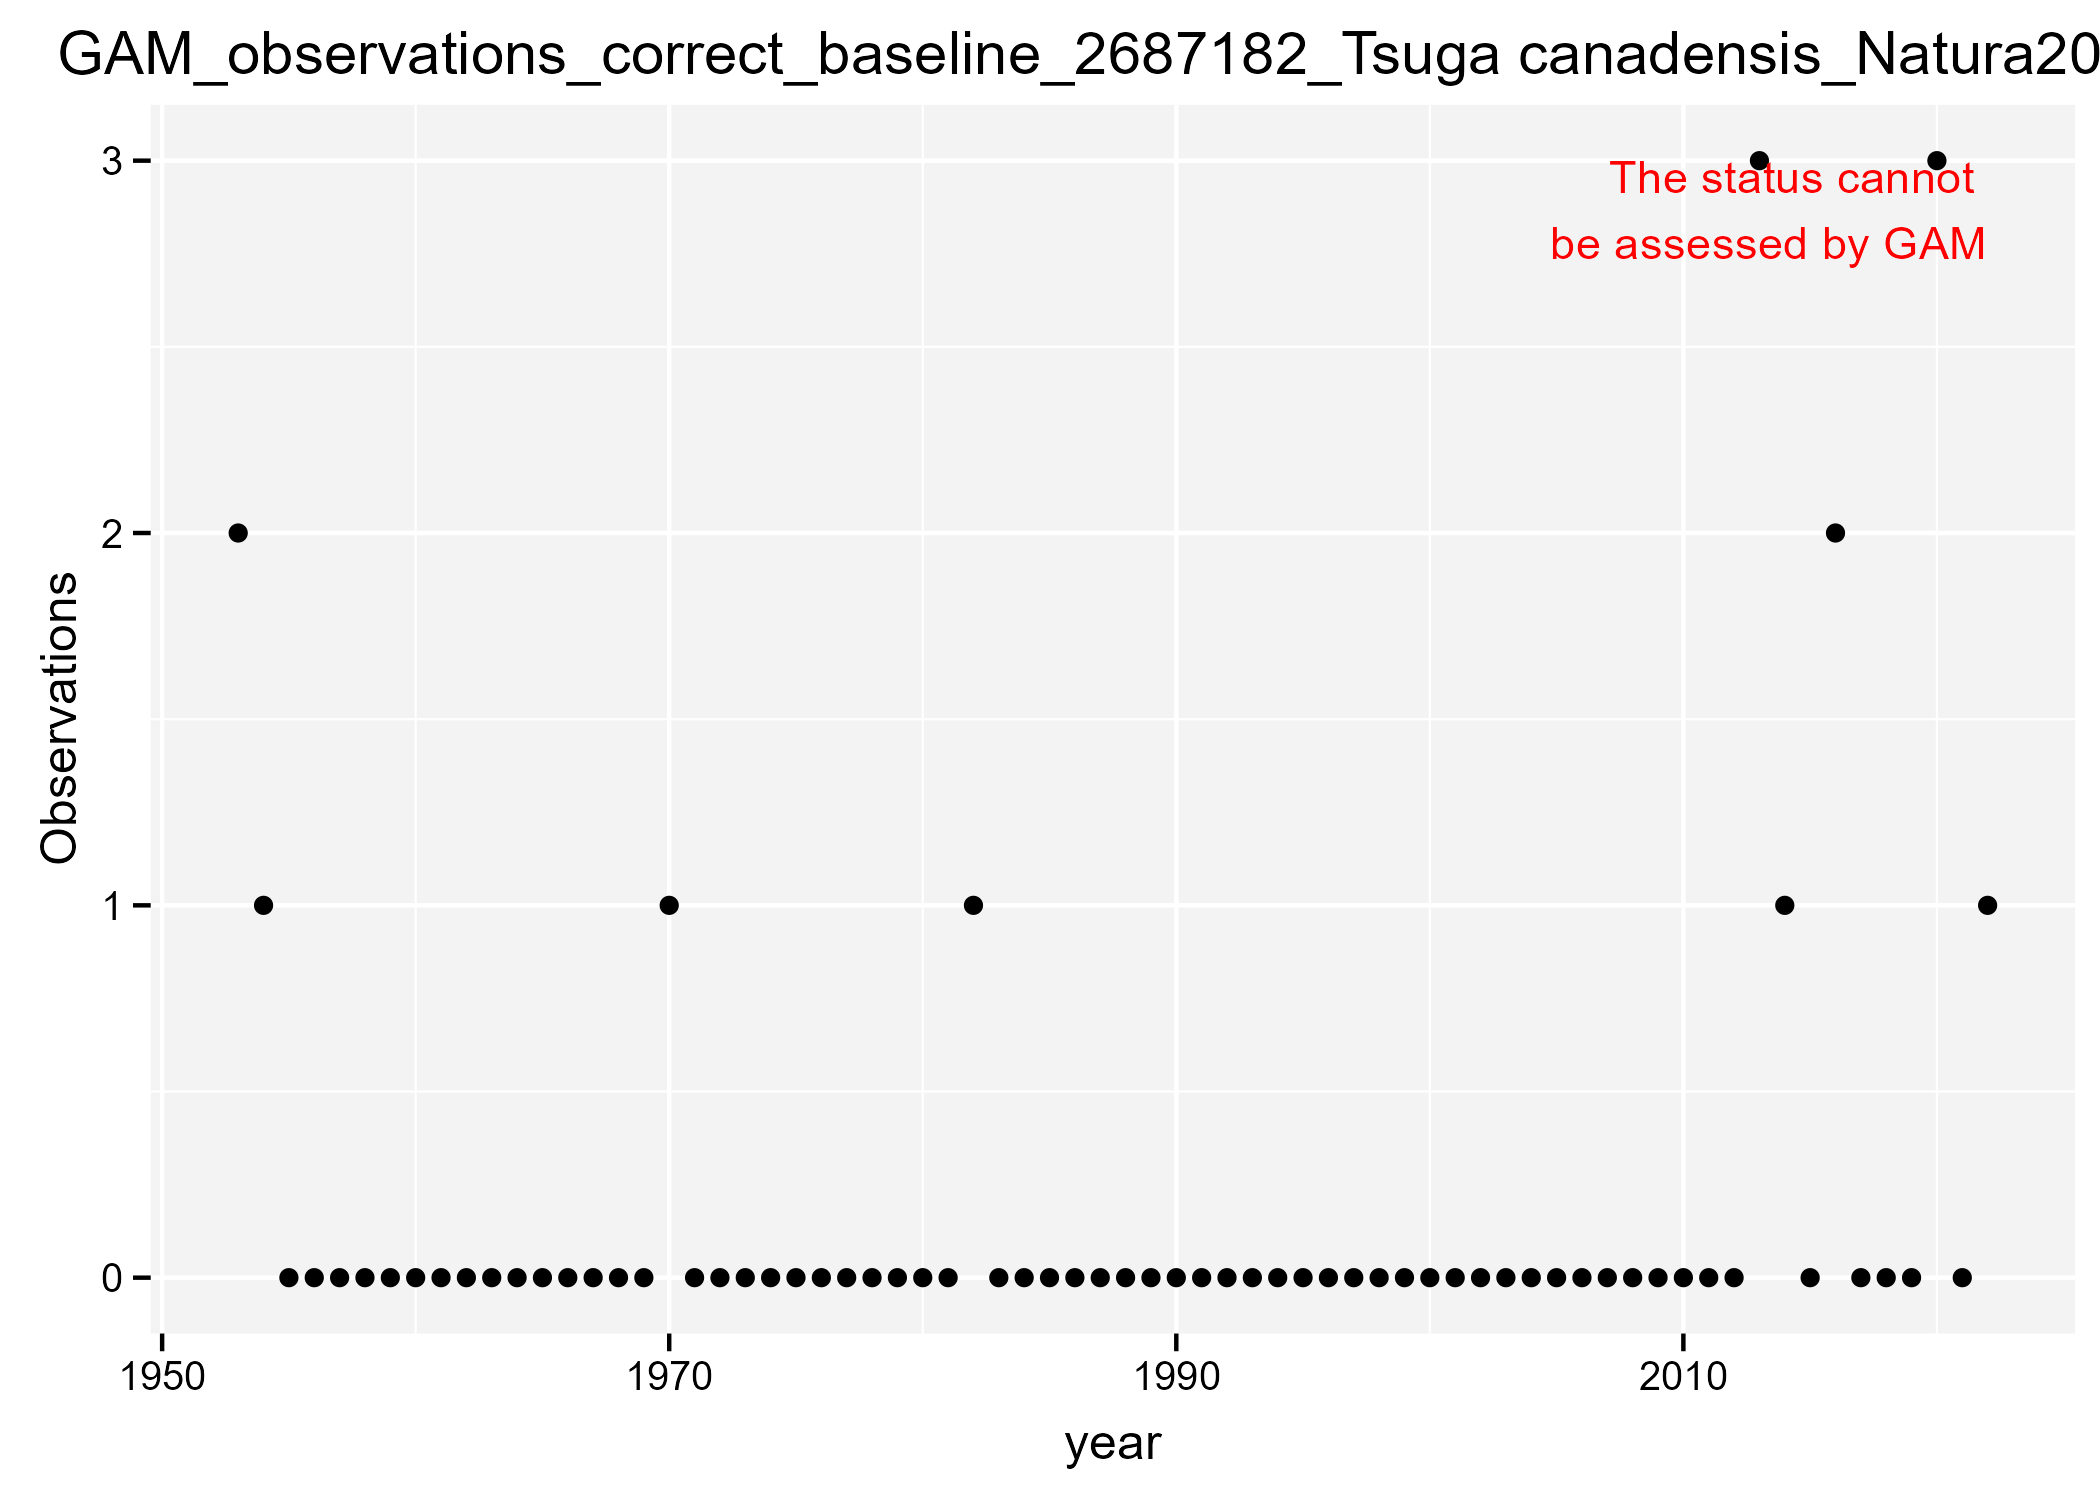 GAM_observations_correct_baseline_2687182_Tsuga canadensis_Natura20
3
The status cannot
be assessed by GAM
2
Observations
1
0
1950 1970 1990 2010
year